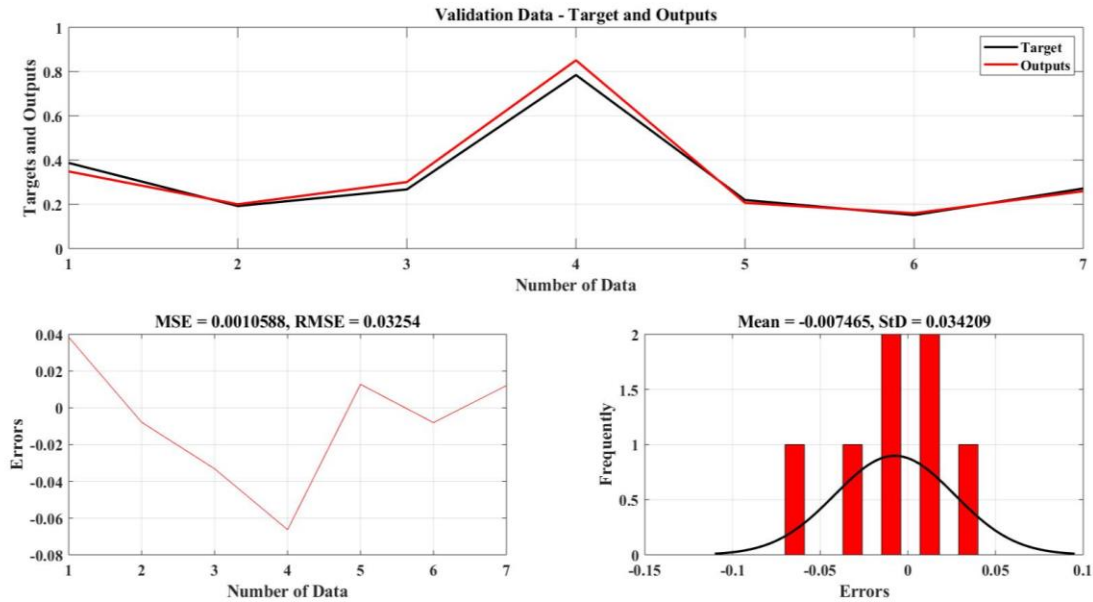 Validation Data - Target and Outputs
Targets and Outputs
1
0.8
0.6
0.4
0.2
0
Target
Outputs
1 2 3 4 5 6 7
Number of Data
MSE = 0.0010588, RMSE = 0.03254
Errors
0.04
0.02
0
-0.02
-0.04
-0.06
-0.08
1 2 3 4 5 6 7
Number of Data
Mean = -0.007465, StD = 0.034209
Frequently
2
1.5
1
0.5
0
-0.15 -0.1 -0.05 0 0.05 0.1
Errors